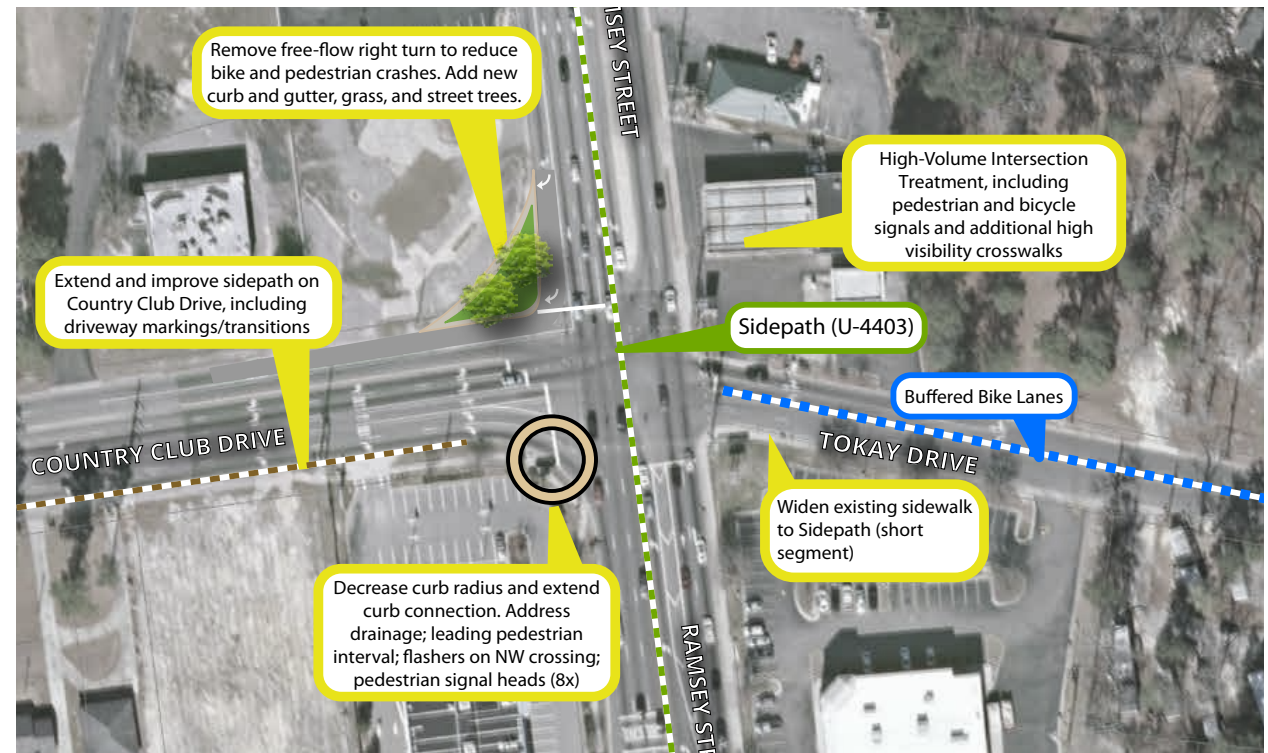 MSEY STREET
Remove free-flow right turn to reduce
bike and pedestrian crashes. Add new
curb and gutter, grass, and street trees.
High-Volume Intersection
Treatment, including
pedestrian and bicycle
signals and additional high
visibility crosswalks
Extend and improve sidepath on
Country Club Drive, including
driveway markings/transitions
Sidepath (U-4403)
Buffered Bike Lanes
COUNTRY CLUB DRIVE
TOKAY DRIVE
Widen existing sidewalk
to Sidepath (short
segment)
Decrease curb radius and extend
curb connection. Address
drainage; leading pedestrian
interval; flashers on NW crossing;
pedestrian signal heads (8x)
RAMSEY STR